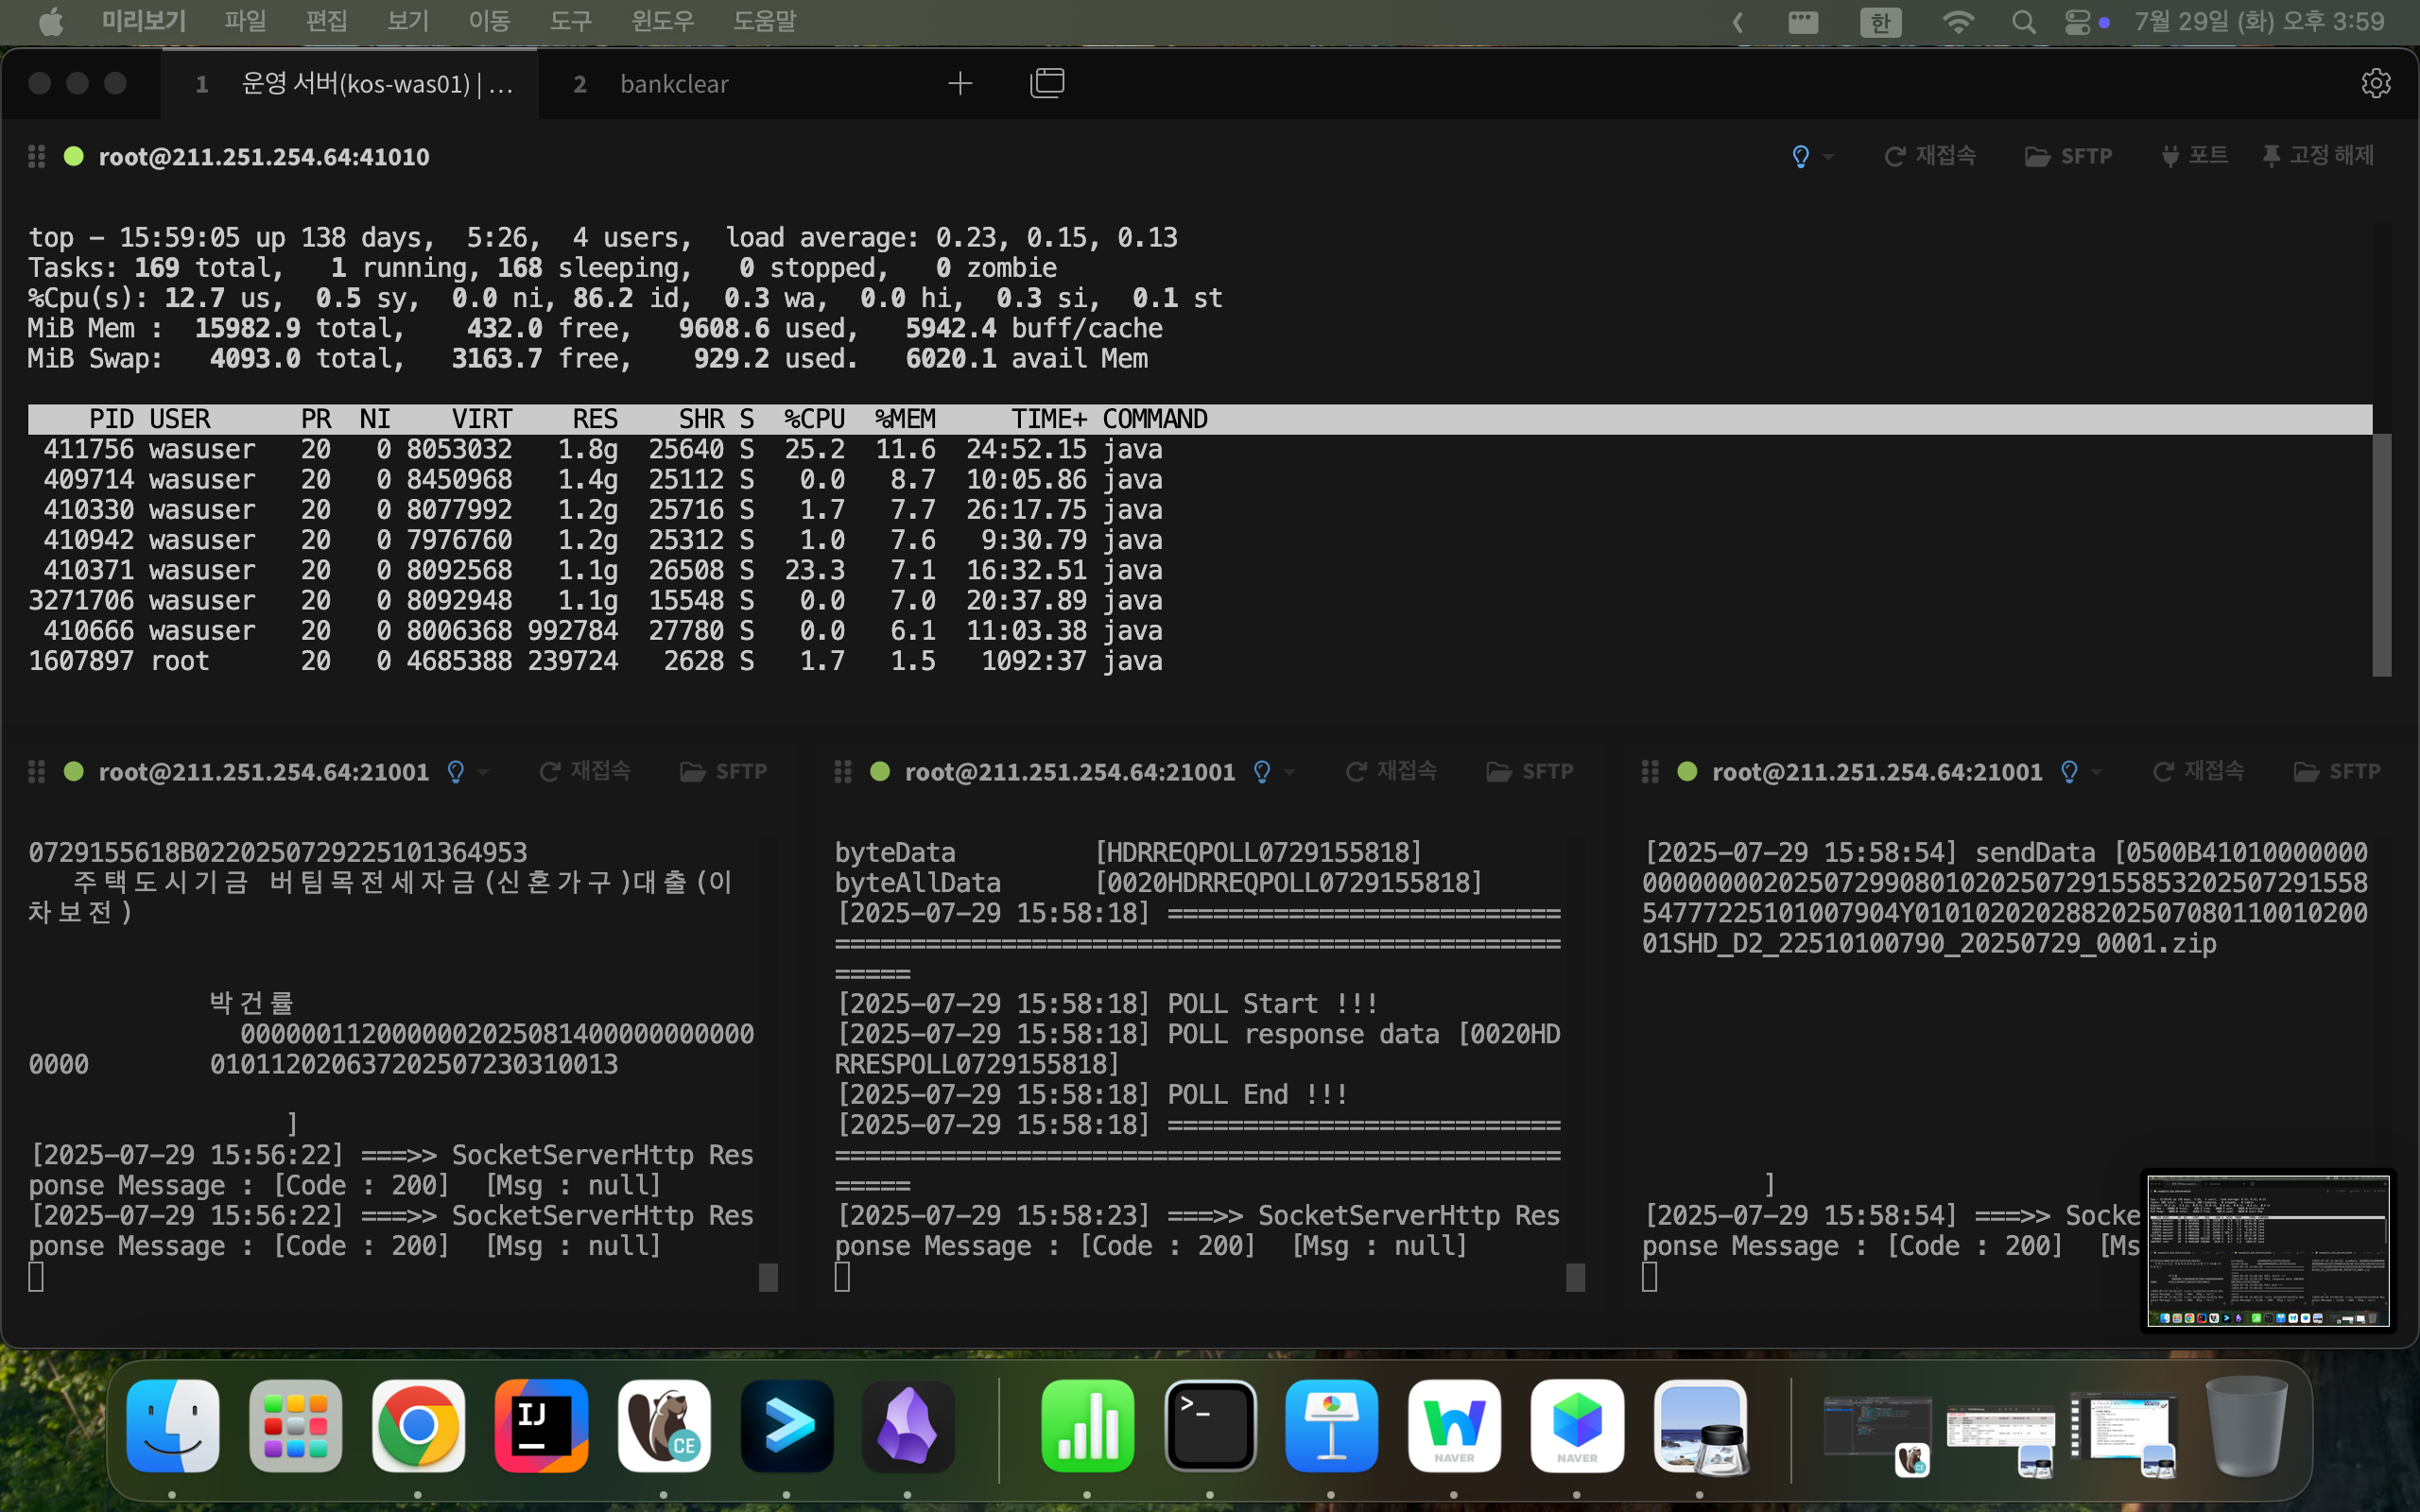 미리보기 파일 편집 보기 이동 도구 윈도우 도움말 한 7월 29일 (화) 오후 3:59
1 운영 서버(kos-was01) | … 2 bankclear
root@211.251.254.64:41010 재접속 SFTP 포트 고정 해제
top - 15:59:05 up 138 days, 5:26, 4 users, load average: 0.23, 0.15, 0.13
Tasks: 169 total, 1 running, 168 sleeping, 0 stopped, 0 zombie
%Cpu(s): 12.7 us, 0.5 sy, 0.0 ni, 86.2 id, 0.3 wa, 0.0 hi, 0.3 si, 0.1 st
MiB Mem : 15982.9 total, 432.0 free, 9608.6 used, 5942.4 buff/cache
MiB Swap: 4093.0 total, 3163.7 free, 929.2 used. 6020.1 avail Mem
PID USER PR NI VIRT RES SHR S %CPU %MEM TIME+ COMMAND
411756 wasuser 20 0 8053032 1.8g 25640 S 25.2 11.6 24:52.15 java
409714 wasuser 20 0 8450968 1.4g 25112 S 0.0 8.7 10:05.86 java
410330 wasuser 20 0 8077992 1.2g 25716 S 1.7 7.7 26:17.75 java
410942 wasuser 20 0 7976760 1.2g 25312 S 1.0 7.6 9:30.79 java
410371 wasuser 20 0 8092568 1.1g 26508 S 23.3 7.1 16:32.51 java
3271706 wasuser 20 0 8092948 1.1g 15548 S 0.0 7.0 20:37.89 java
410666 wasuser 20 0 8006368 992784 27780 S 0.0 6.1 11:03.38 java
1607897 root 20 0 4685388 239724 2628 S 1.7 1.5 1092:37 java
root@211.251.254.64:21001 재접속 SFTP
0729155618B0220250729225101364953
주택도시기금 버팀목전세자금(신혼가구)대출(이
차보전)
박건률
0000001120000002025081400000000000
0000 010112020637202507230310013
]
[2025-07-29 15:56:22] ===>> SocketServerHttp Res
ponse Message : [Code : 200] [Msg : null]
[2025-07-29 15:56:22] ===>> SocketServerHttp Res
ponse Message : [Code : 200] [Msg : null]
root@211.251.254.64:21001 재접속 SFTP
byteData [HDRREQPOLL0729155818]
byteAllData [0020HDRREQPOLL0729155818]
[2025-07-29 15:58:18] ==========================
================================================
=====
[2025-07-29 15:58:18] POLL Start !!!
[2025-07-29 15:58:18] POLL response data [0020HD
RRESPOLL0729155818]
[2025-07-29 15:58:18] POLL End !!!
[2025-07-29 15:58:18] ==========================
================================================
=====
[2025-07-29 15:58:23] ===>> SocketServerHttp Res
ponse Message : [Code : 200] [Msg : null]
root@211.251.254.64:21001 재접속 SFTP
[2025-07-29 15:58:54] sendData [0500B41010000000
000000002025072990801020250729155853202507291558
54777225101007904Y010102020288202507080110010200
01SHD_D2_22510100790_20250729_0001.zip
]
[2025-07-29 15:58:54] ===>> Socke
ponse Message : [Code : 200] [Ms
IJ
CE
>_
NAVER
NAVER